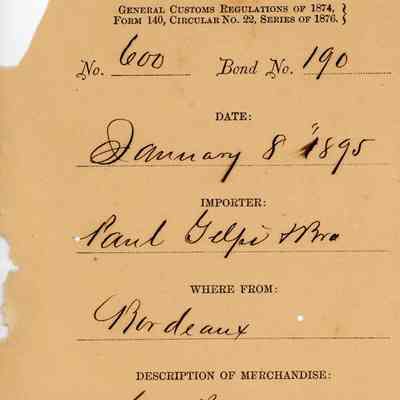 GENERAL CUSTOMS REGULATIONS OF 1874, }
FORM 140, CIRCULAR NO. 22, SERIES OF 1876. }
No. 600 Bond No. 190
DATE:
January 8" 1895
IMPORTER:
Paul Gelpi & Bro
WHERE FROM:
Bordeaux
DESCRIPTION OF MERCHANDISE: